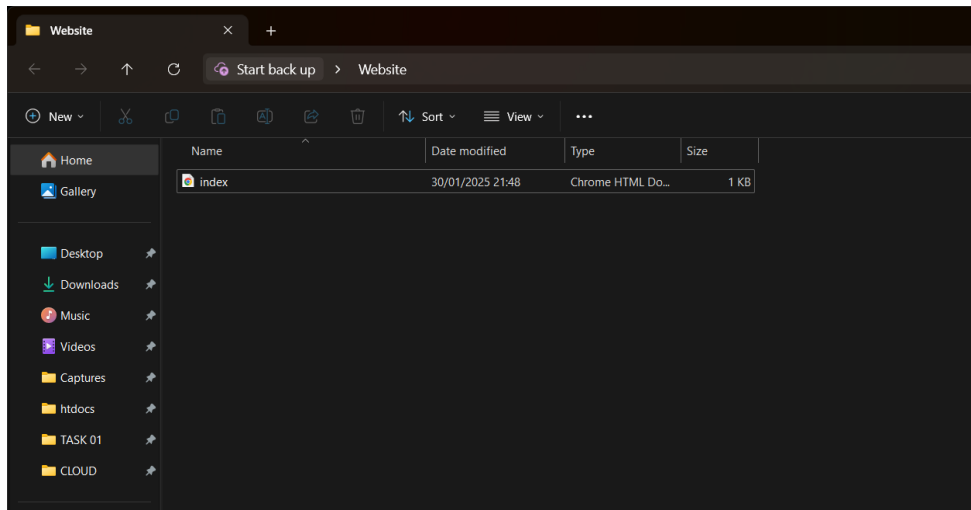 Website
Start back up > Website
New Sort View
Name Date modified Type Size
index 30/01/2025 21:48 Chrome HTML Do... 1 KB
Home
Gallery
Desktop
Downloads
Music
Videos
Captures
htdocs
TASK 01
CLOUD